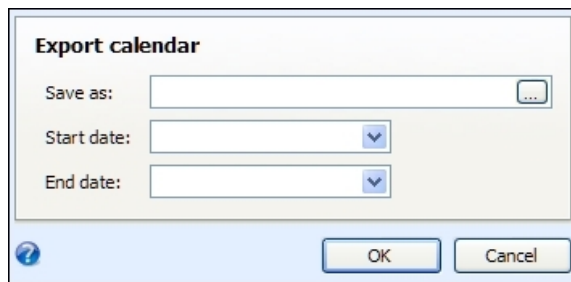 Export calendar
Save as:
...
Start date:
End date:
?
OK
Cancel